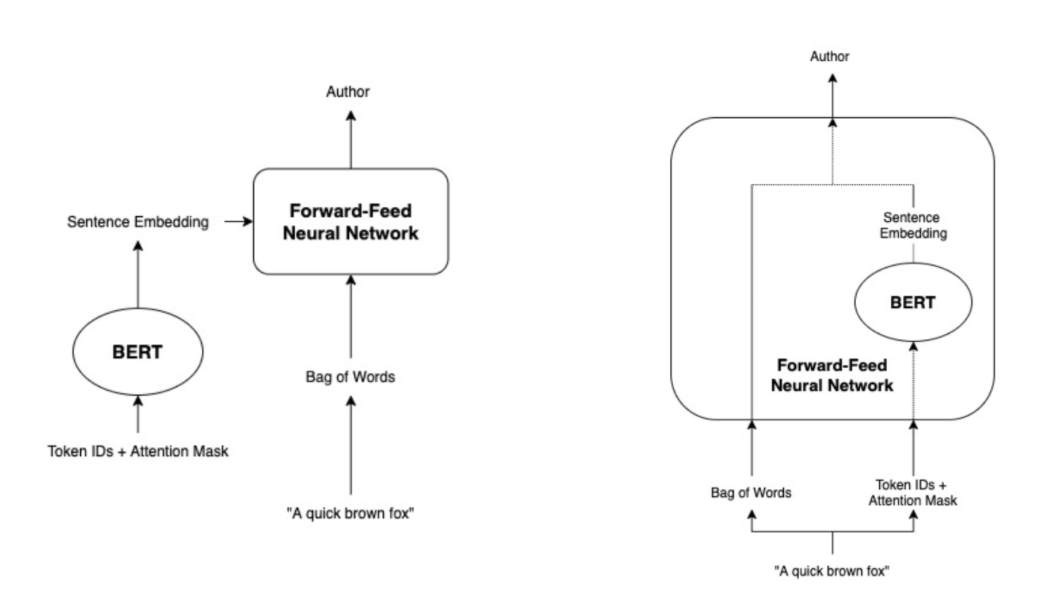 Author
Forward-Feed
Neural Network
Sentence Embedding
BERT
Bag of Words
Token IDs + Attention Mask
"A quick brown fox"
Author
Sentence
Embedding
BERT
Forward-Feed
Neural Network
Bag of Words
Token IDs +
Attention Mask
"A quick brown fox"